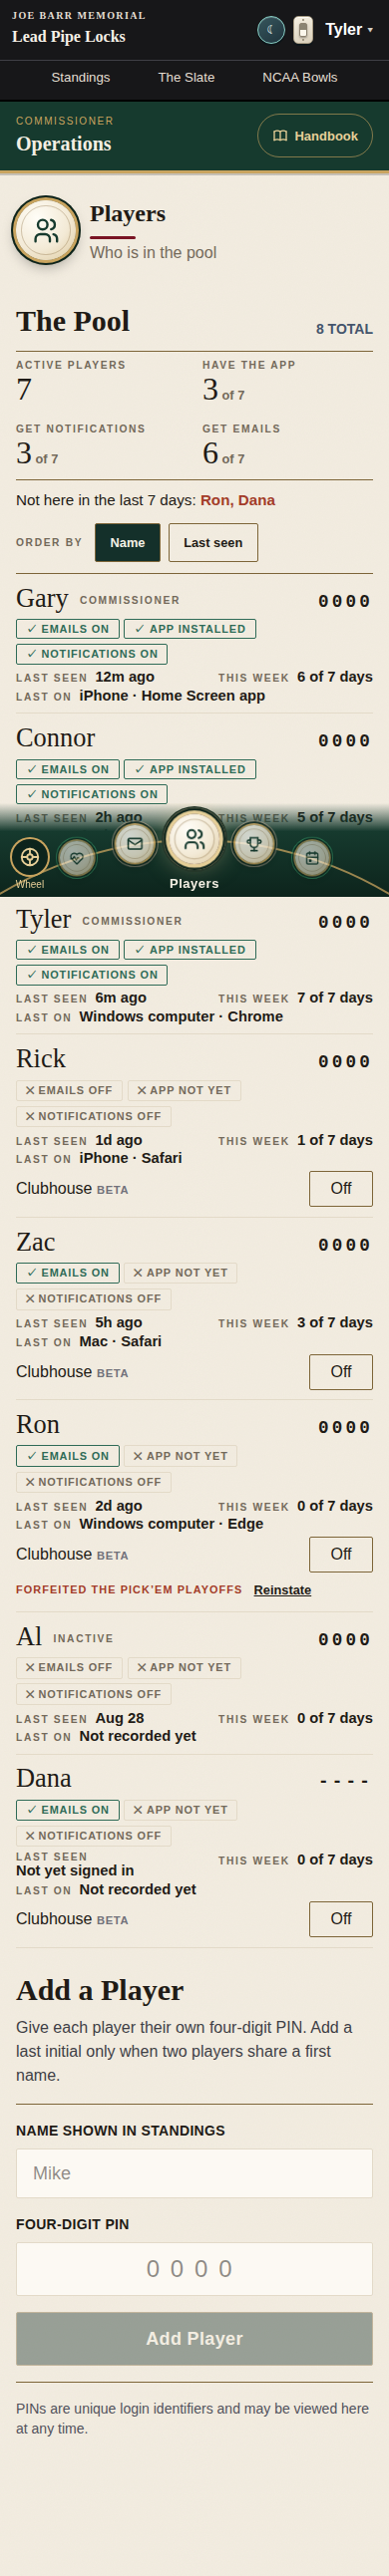 JOE BARR MEMORIAL
Lead Pipe Locks
Tyler
Standings The Slate NCAA Bowls
COMMISSIONER
Operations
Handbook
Players
Who is in the pool
The Pool
8 TOTAL
ACTIVE PLAYERS HAVE THE APP
7 3 of 7
GET NOTIFICATIONS GET EMAILS
3 of 7 6 of 7
Not here in the last 7 days: Ron, Dana
ORDER BY Name Last seen
Gary COMMISSIONER 0000
✓ EMAILS ON ✓ APP INSTALLED
✓ NOTIFICATIONS ON
LAST SEEN 12m ago THIS WEEK 6 of 7 days
LAST ON iPhone · Home Screen app
Connor 0000
✓ EMAILS ON ✓ APP INSTALLED
✓ NOTIFICATIONS ON
LAST SEEN 2h ago THIS WEEK 5 of 7 days
Wheel
Players
Tyler COMMISSIONER 0000
✓ EMAILS ON ✓ APP INSTALLED
✓ NOTIFICATIONS ON
LAST SEEN 6m ago THIS WEEK 7 of 7 days
LAST ON Windows computer · Chrome
Rick 0000
✕ EMAILS OFF ✕ APP NOT YET
✕ NOTIFICATIONS OFF
LAST SEEN 1d ago THIS WEEK 1 of 7 days
LAST ON iPhone · Safari
Clubhouse BETA Off
Zac 0000
✓ EMAILS ON ✕ APP NOT YET
✕ NOTIFICATIONS OFF
LAST SEEN 5h ago THIS WEEK 3 of 7 days
LAST ON Mac · Safari
Clubhouse BETA Off
Ron 0000
✓ EMAILS ON ✕ APP NOT YET
✕ NOTIFICATIONS OFF
LAST SEEN 2d ago THIS WEEK 0 of 7 days
LAST ON Windows computer · Edge
Clubhouse BETA Off
FORFEITED THE PICK'EM PLAYOFFS Reinstate
Al INACTIVE 0000
✕ EMAILS OFF ✕ APP NOT YET
✕ NOTIFICATIONS OFF
LAST SEEN Aug 28 THIS WEEK 0 of 7 days
LAST ON Not recorded yet
Dana ----
✓ EMAILS ON ✕ APP NOT YET
✕ NOTIFICATIONS OFF
LAST SEEN
Not yet signed in THIS WEEK 0 of 7 days
LAST ON Not recorded yet
Clubhouse BETA Off
Add a Player
Give each player their own four-digit PIN. Add a
last initial only when two players share a first
name.
NAME SHOWN IN STANDINGS
Mike
FOUR-DIGIT PIN
0000
Add Player
PINs are unique login identifiers and may be viewed here
at any time.